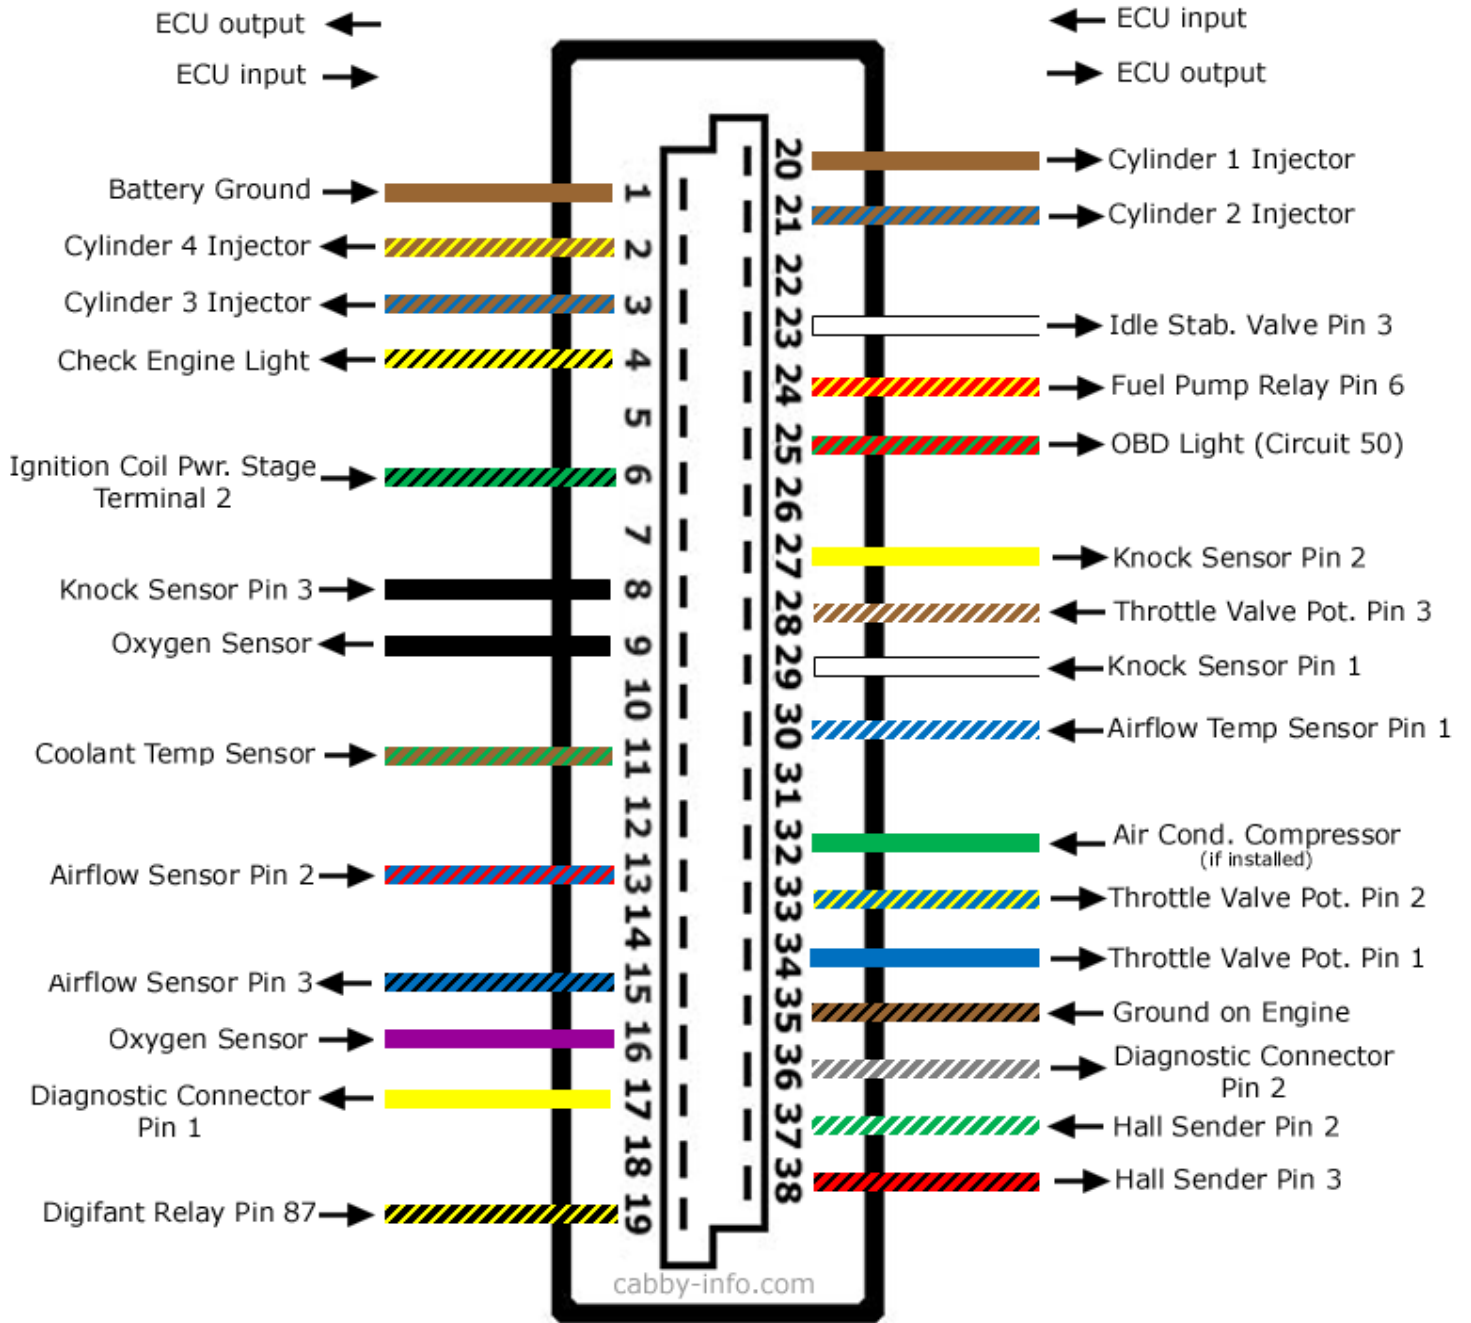 ECU output
ECU input
ECU input
ECU output
Battery Ground
Cylinder 4 Injector
Cylinder 3 Injector
Check Engine Light
Ignition Coil Pwr. Stage
Terminal 2
Knock Sensor Pin 3
Oxygen Sensor
Coolant Temp Sensor
Airflow Sensor Pin 2
Airflow Sensor Pin 3
Oxygen Sensor
Diagnostic Connector
Pin 1
Digifant Relay Pin 87
1
2
3
4
5
6
7
8
9
10
11
12
13
14
15
16
17
18
19
20
21
22
23
24
25
26
27
28
29
30
31
32
33
34
35
36
37
38
Cylinder 1 Injector
Cylinder 2 Injector
Idle Stab. Valve Pin 3
Fuel Pump Relay Pin 6
OBD Light (Circuit 50)
Knock Sensor Pin 2
Throttle Valve Pot. Pin 3
Knock Sensor Pin 1
Airflow Temp Sensor Pin 1
Air Cond. Compressor
(if installed)
Throttle Valve Pot. Pin 2
Throttle Valve Pot. Pin 1
Ground on Engine
Diagnostic Connector
Pin 2
Hall Sender Pin 2
Hall Sender Pin 3
cabby-info.com